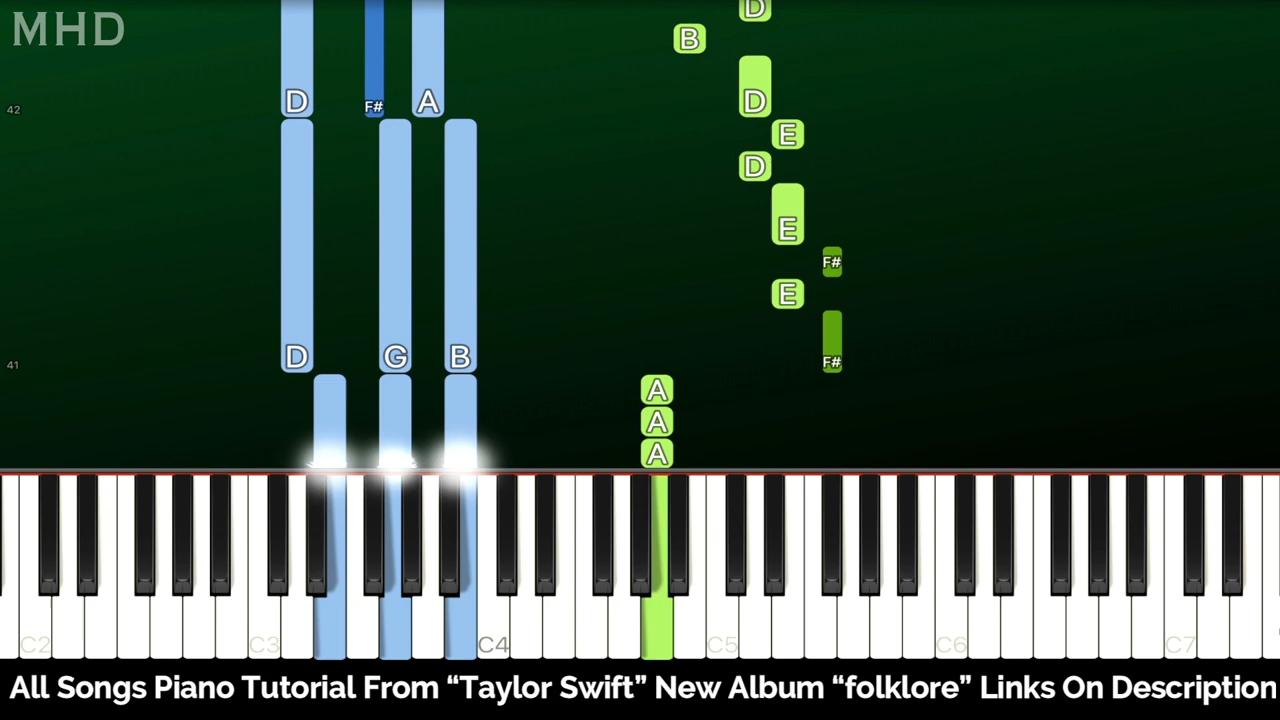 MHD
D
B
D F# A D
42
E
D
E
F#
E
D G B F#
41
A
A
A
C2 C3 C4 C5 C6 C7
All Songs Piano Tutorial From “Taylor Swift” New Album “folklore” Links On Description